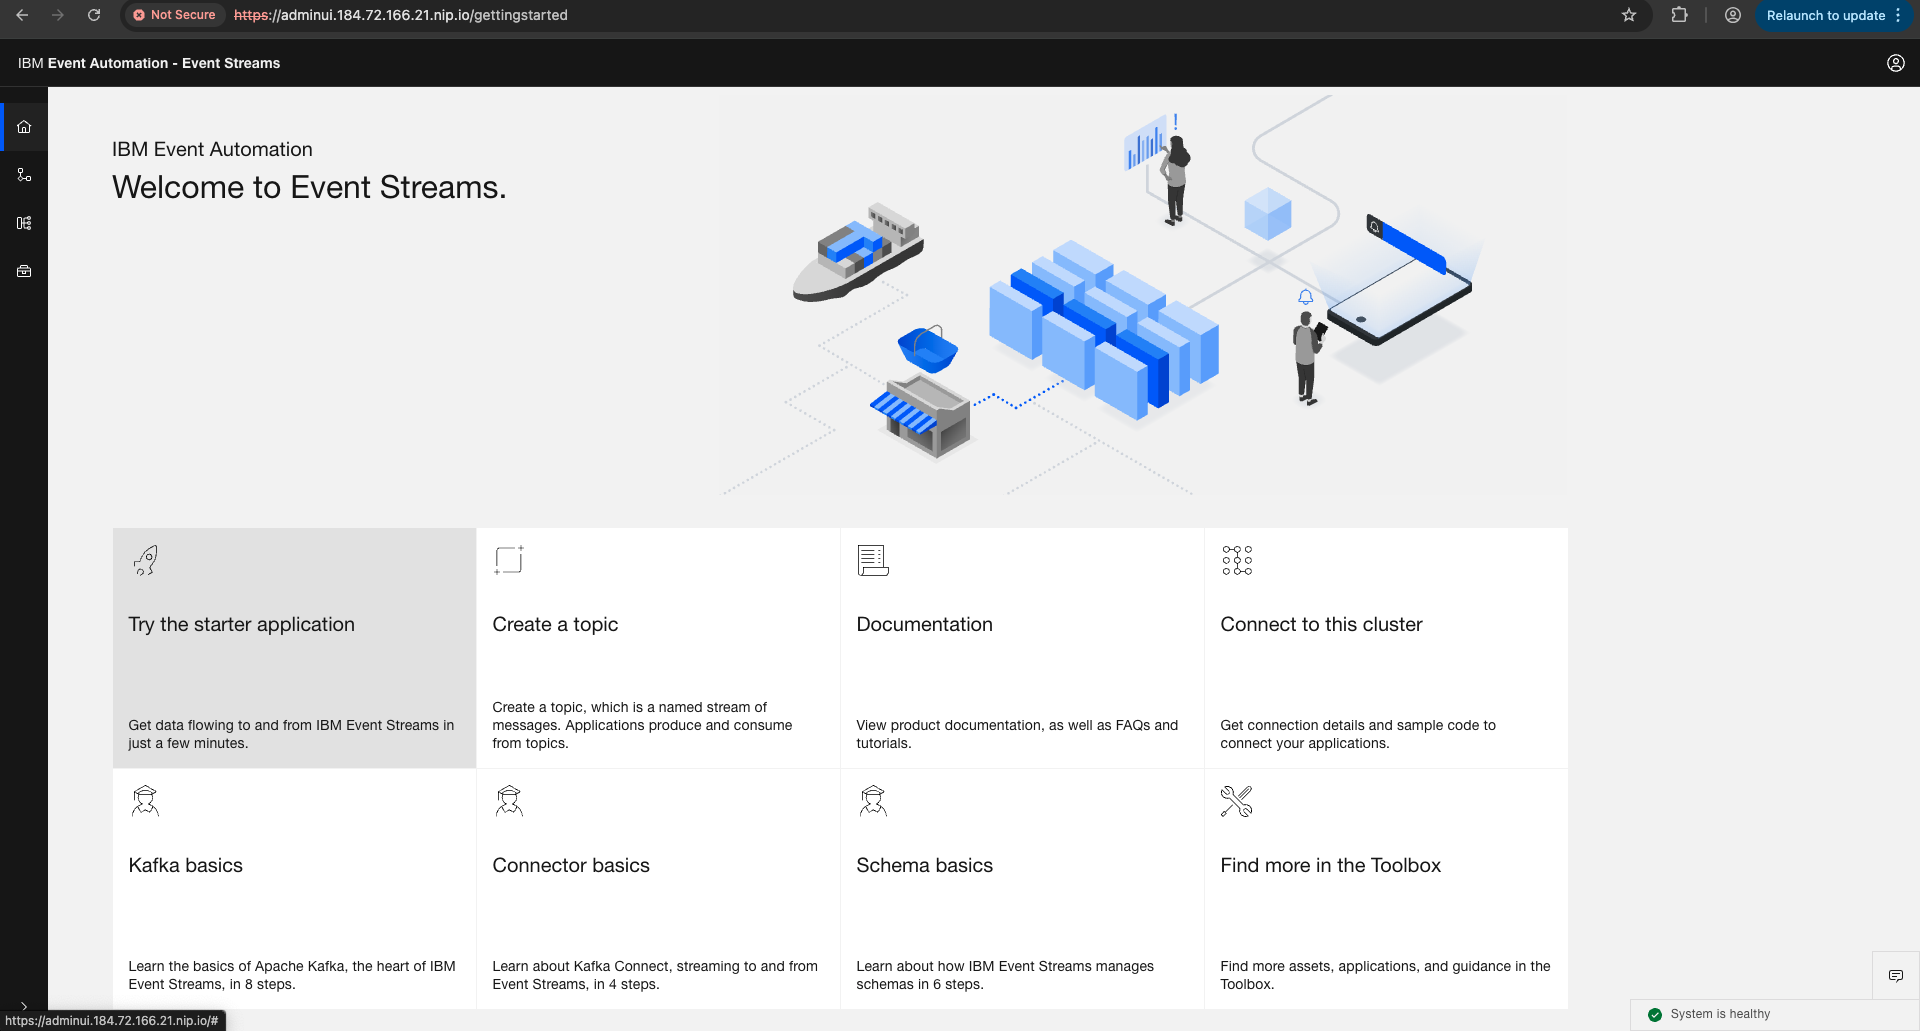 Not Secure
https://adminui.184.72.166.21.nip.io/gettingstarted
Relaunch to update
IBM Event Automation - Event Streams
IBM Event Automation
Welcome to Event Streams.
!
Try the starter application
Get data flowing to and from IBM Event Streams in
just a few minutes.
Create a topic
Create a topic, which is a named stream of
messages. Applications produce and consume
from topics.
Documentation
View product documentation, as well as FAQs and
tutorials.
Connect to this cluster
Get connection details and sample code to
connect your applications.
Kafka basics
Learn the basics of Apache Kafka, the heart of IBM
Event Streams, in 8 steps.
Connector basics
Learn about Kafka Connect, streaming to and from
Event Streams, in 4 steps.
Schema basics
Learn about how IBM Event Streams manages
schemas in 6 steps.
Find more in the Toolbox
Find more assets, applications, and guidance in the
Toolbox.
System is healthy
https://adminui.184.72.166.21.nip.io/#